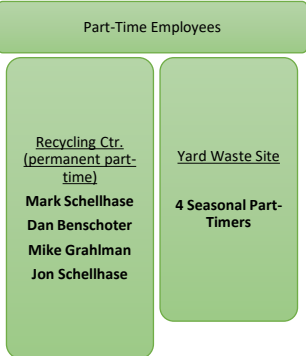 Part-Time Employees
Recycling Ctr.
(permanent part-
time)
Mark Schellhase
Dan Benschoter
Mike Grahlman
Jon Schellhase
Yard Waste Site
4 Seasonal Part-
Timers